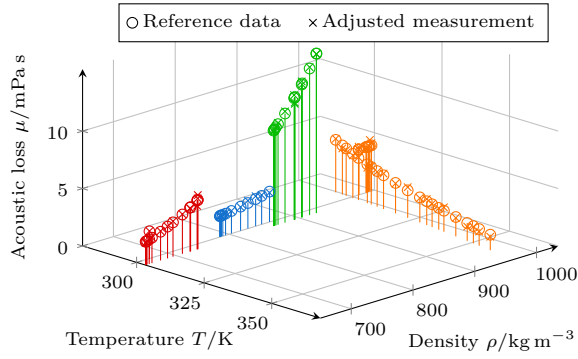 ○ Reference data × Adjusted measurement
Acoustic loss μ/mPa s
10
5
0
300
325
350
Temperature T/K
700
800
900
1000
Density ρ/kg m⁻³